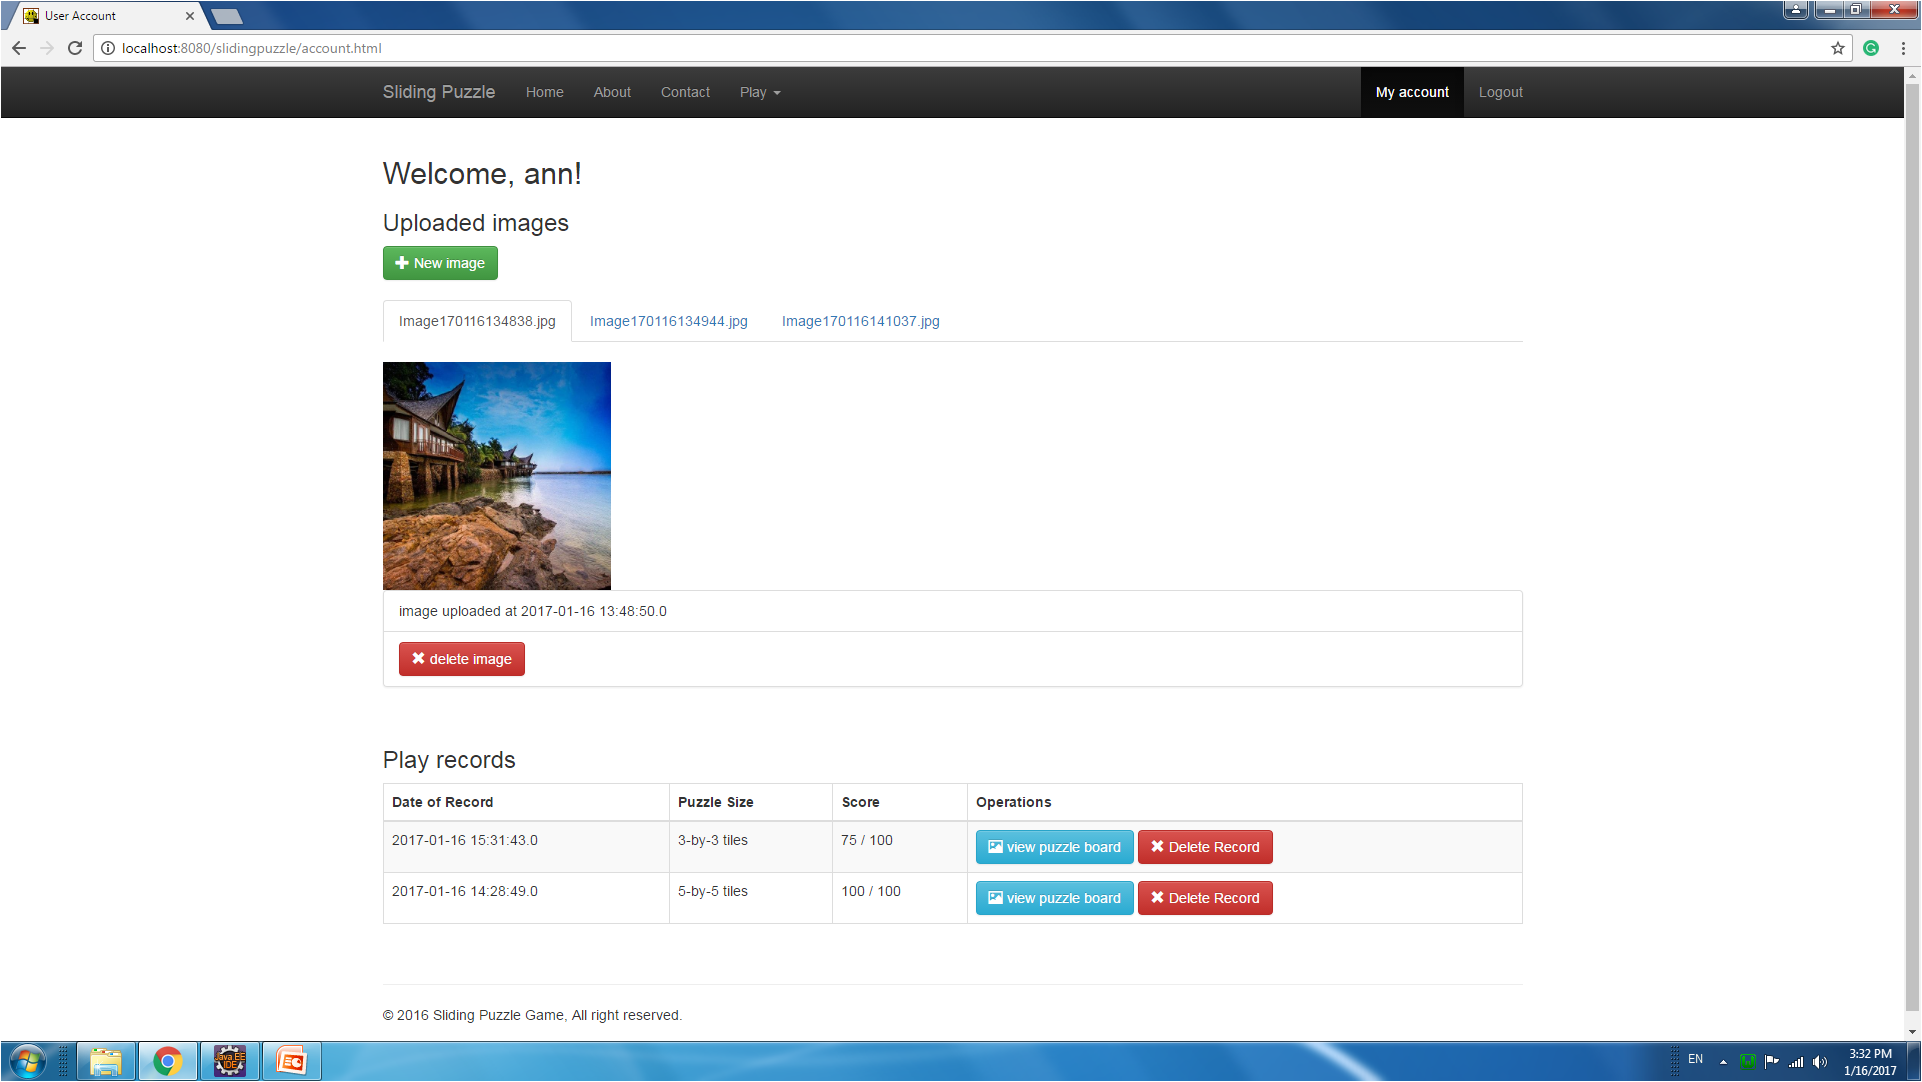 User Account
localhost:8080/slidingpuzzle/account.html
Sliding Puzzle Home About Contact Play My account Logout
Welcome, ann!
Uploaded images
New image
Image170116134838.jpg Image170116134944.jpg Image170116141037.jpg
image uploaded at 2017-01-16 13:48:50.0
delete image
Play records
Date of Record Puzzle Size Score Operations
2017-01-16 15:31:43.0 3-by-3 tiles 75 / 100 view puzzle board Delete Record
2017-01-16 14:28:49.0 5-by-5 tiles 100 / 100 view puzzle board Delete Record
© 2016 Sliding Puzzle Game, All right reserved.
Java EE
IDE
EN
3:32 PM
1/16/2017